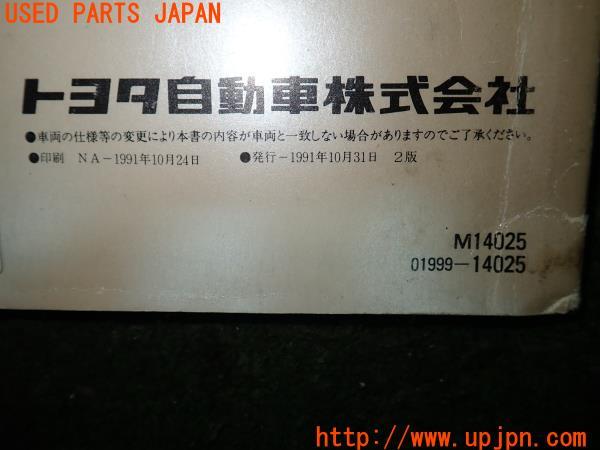 USED PARTS JAPAN
トヨタ自動車株式会社
●車両の仕様等の変更により本書の内容が車両と一致しない場合がありますのでご了承ください。
●印刷 NA-1991年10月24日 ●発行-1991年10月31日 2版
M14025
01999-14025
http://www.upjpn.com